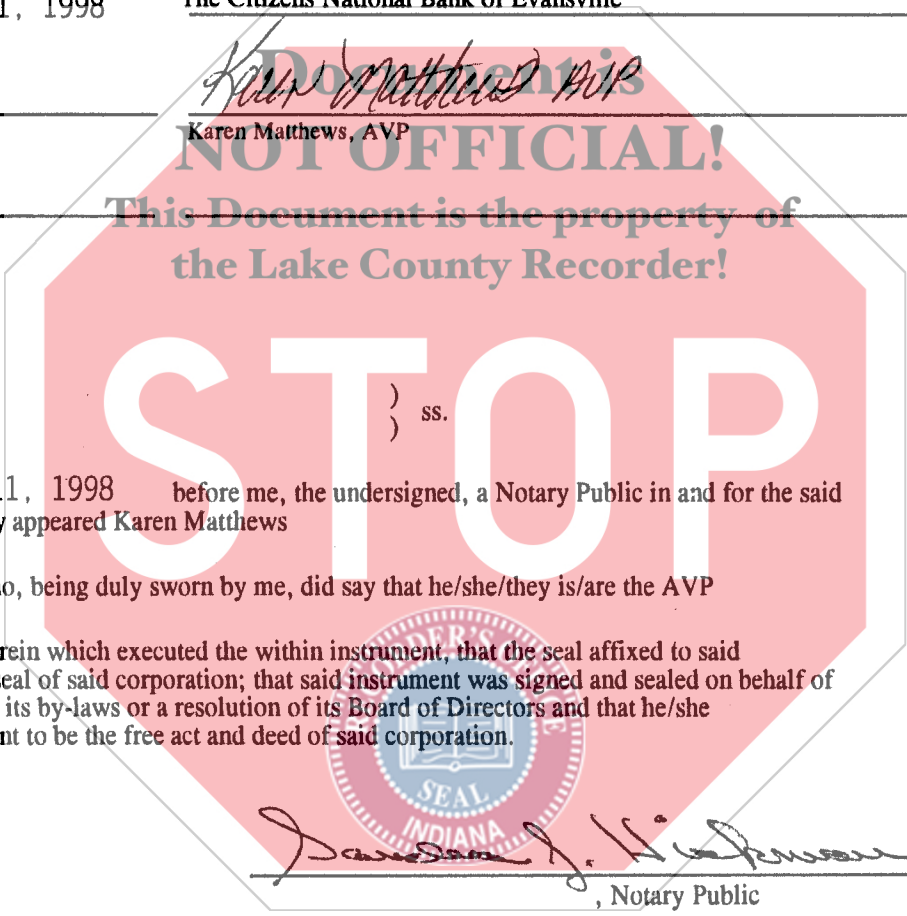 1, 1998 The Citizens National Bank of Evansville
Karen Matthews AVP
Document is
Karen Matthews, AVP
NOT OFFICIAL!
This Document is the property of
the Lake County Recorder!
STOP
) ss.
)
11, 1998 before me, the undersigned, a Notary Public in and for the said
y appeared Karen Matthews
o, being duly sworn by me, did say that he/she/they is/are the AVP
rein which executed the within instrument, that the seal affixed to said
seal of said corporation; that said instrument was signed and sealed on behalf of
its by-laws or a resolution of its Board of Directors and that he/she
nt to be the free act and deed of said corporation.
RECORDER'S OFFICE
SEAL
INDIANA
J. Hickman
, Notary Public